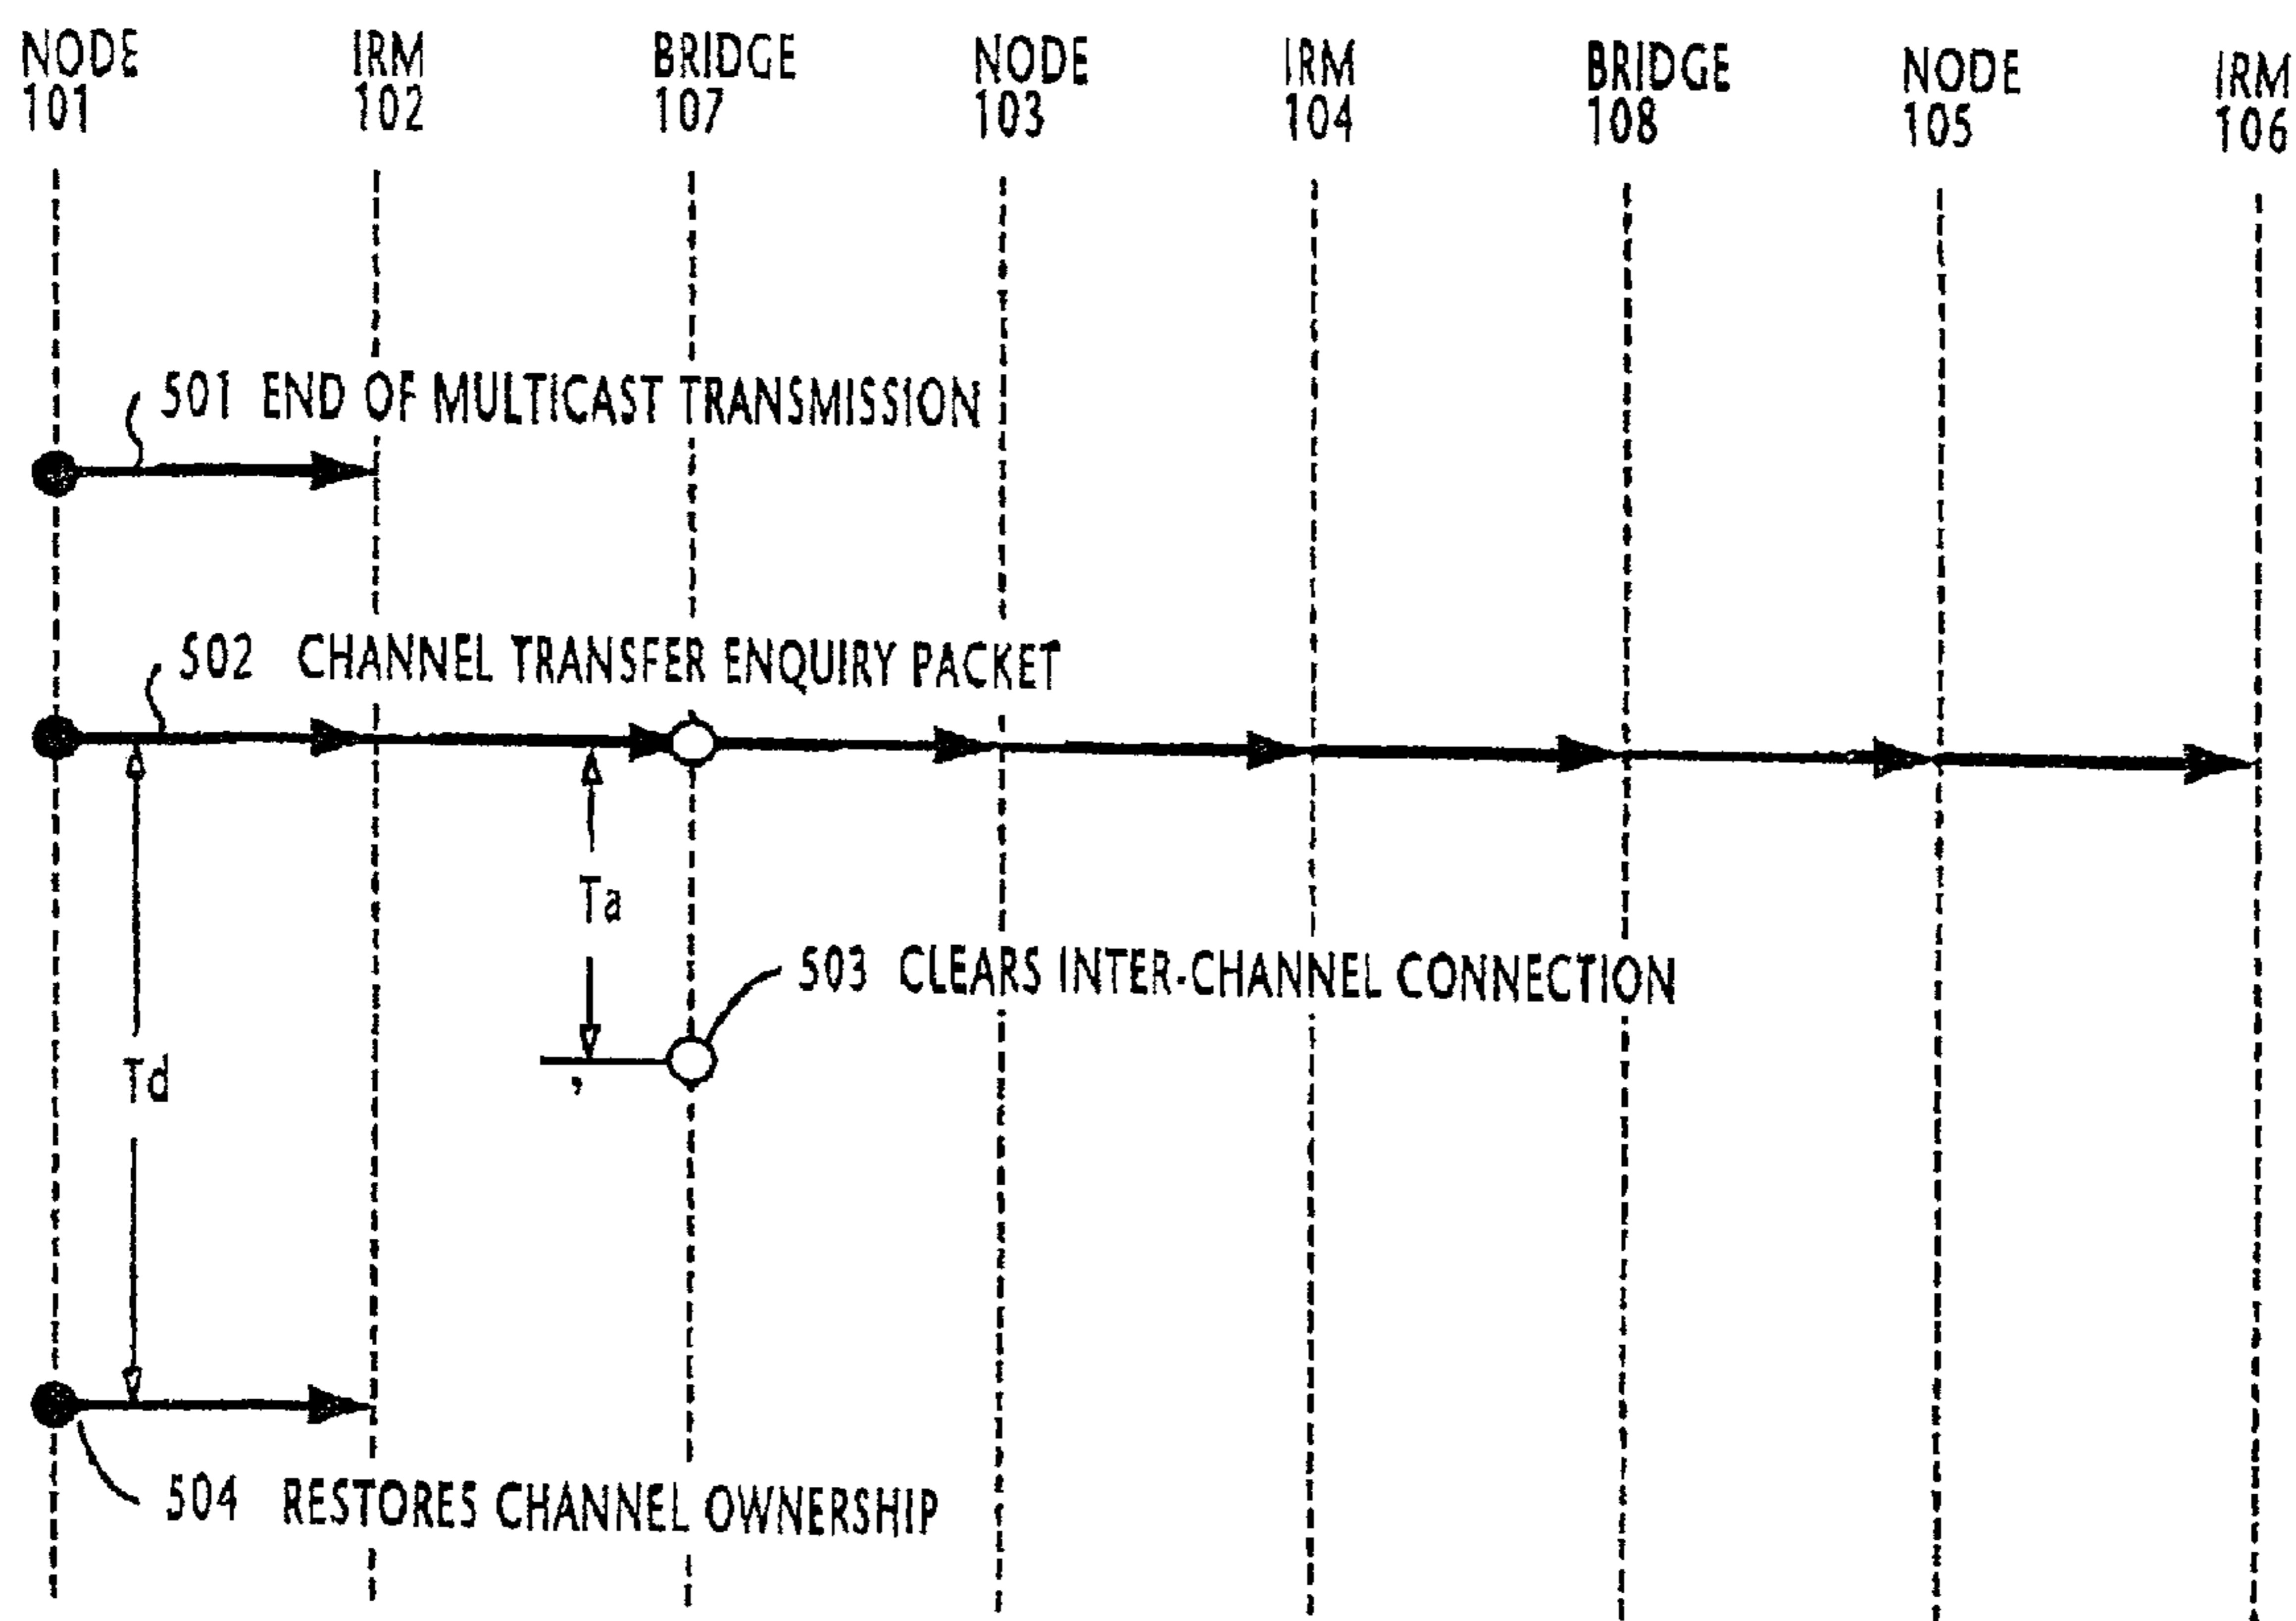 NODE
101
IRM
102
BRIDGE
107
NODE
103
IRM
104
BRIDGE
108
NODE
105
IRM
106
501 END OF MULTICAST TRANSMISSION
502 CHANNEL TRANSFER ENQUIRY PACKET
Ta
503 CLEARS INTER-CHANNEL CONNECTION
Td
504 RESTORES CHANNEL OWNERSHIP